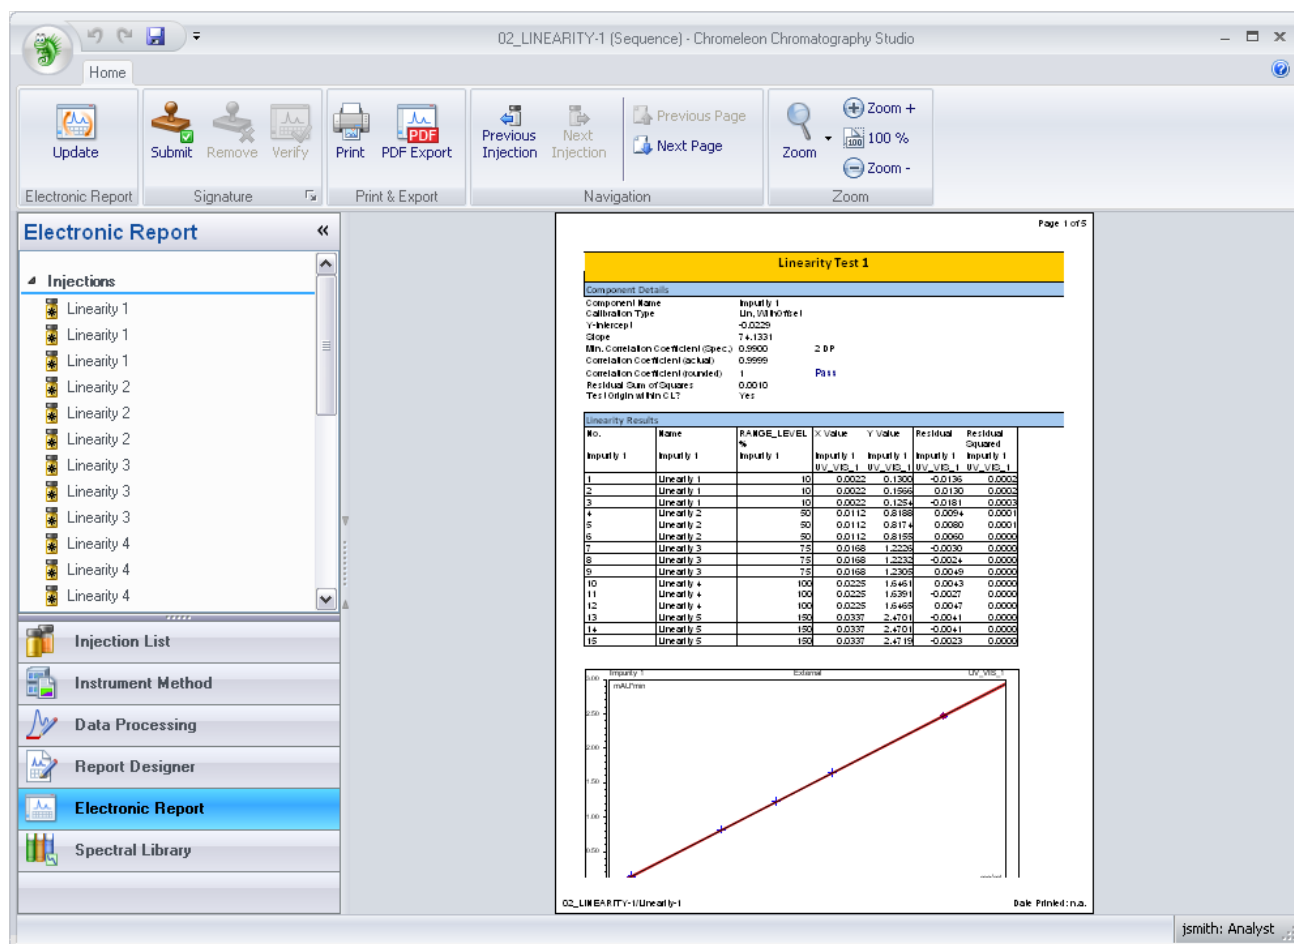 02_LINEARITY-1 (Sequence) - Chromeleon Chromatography Studio
Home
Update
Submit
Remove
Verify
Print
PDF
PDF Export
Previous Injection
Next Injection
Previous Page
Next Page
Zoom
Zoom +
100
100 %
Zoom -
Electronic Report
Signature
Print & Export
Navigation
Zoom
Electronic Report
Injections
Linearity 1
Linearity 1
Linearity 1
Linearity 2
Linearity 2
Linearity 2
Linearity 3
Linearity 3
Linearity 3
Linearity 4
Linearity 4
Linearity 4
Injection List
Instrument Method
Data Processing
Report Designer
Electronic Report
Spectral Library
Page 1 of 5
Linearity Test 1
Component Details
Component Name Impurity 1
Calibration Type Lin, WithOffset
Y-Intercept -0.0229
Slope 74.1331
Min. Correlation Coefficient (Spec.) 0.9900 2 DP
Correlation Coefficient (actual) 0.9999
Correlation Coefficient (rounded) 1 Pass
Residual Sum of Squares 0.0010
Test Origin within CL? Yes
Linearity Results
No. Name RANGE_LEVEL X Value Y Value Residual Residual
% Squared
Impurity 1 Impurity 1 Impurity 1 Impurity 1 Impurity 1 Impurity 1 Impurity 1
UV_VIS_1 UV_VIS_1 UV_VIS_1 UV_VIS_1
1 Linearity 1 10 0.0022 0.1300 -0.0136 0.0002
2 Linearity 1 10 0.0022 0.1566 0.0130 0.0002
3 Linearity 1 10 0.0022 0.1254 -0.0181 0.0003
4 Linearity 2 50 0.0112 0.8188 0.0094 0.0001
5 Linearity 2 50 0.0112 0.8174 0.0080 0.0001
6 Linearity 2 50 0.0112 0.8155 0.0060 0.0000
7 Linearity 3 75 0.0168 1.2226 -0.0030 0.0000
8 Linearity 3 75 0.0168 1.2232 -0.0024 0.0000
9 Linearity 3 75 0.0168 1.2305 0.0049 0.0000
10 Linearity 4 100 0.0225 1.6461 0.0043 0.0000
11 Linearity 4 100 0.0225 1.6391 -0.0027 0.0000
12 Linearity 4 100 0.0225 1.6465 0.0047 0.0000
13 Linearity 5 150 0.0337 2.4701 -0.0041 0.0000
14 Linearity 5 150 0.0337 2.4701 -0.0041 0.0000
15 Linearity 5 150 0.0337 2.4719 -0.0023 0.0000
Impurity 1 External UV_VIS_1
3.00
mAU*min
2.50
2.00
1.50
1.00
0.50
02_LINEARITY-1/Linearity-1
Date Printed: n.a.
jsmith: Analyst